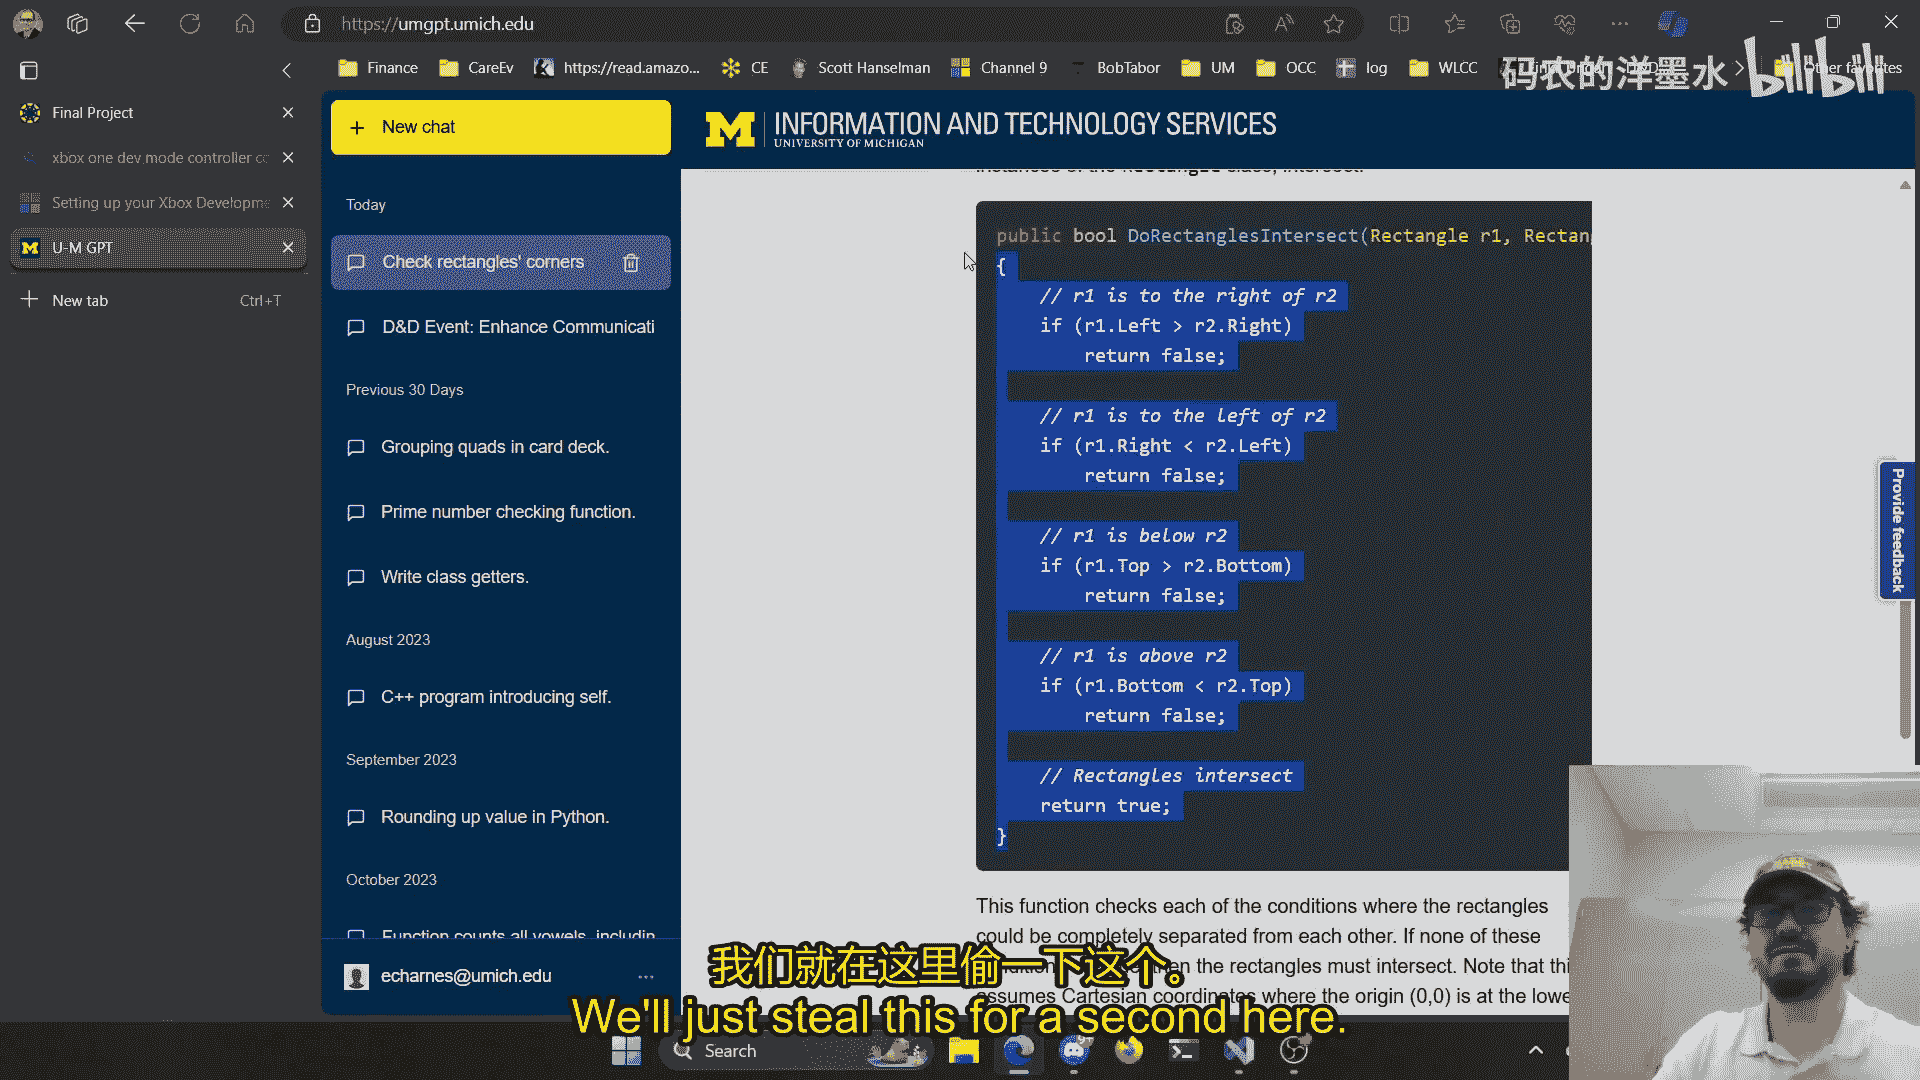 https://umgpt.umich.edu
Finance
CareEv
https://read.amazo...
CE
Scott Hanselman
Channel 9
BobTabor
UM
OCC
log
WLCC
Other favorites
码农的洋墨水
bilibili
Final Project
xbox one dev mode controller co
Setting up your Xbox Developme
U-M GPT
New tab
Ctrl+T
+ New chat
Today
Check rectangles' corners
D&D Event: Enhance Communicati
Previous 30 Days
Grouping quads in card deck.
Prime number checking function.
Write class getters.
August 2023
C++ program introducing self.
September 2023
Rounding up value in Python.
October 2023
Function counts all vowels, includin
echarnes@umich.edu
M INFORMATION AND TECHNOLOGY SERVICES
UNIVERSITY OF MICHIGAN
public bool DoRectanglesIntersect(Rectangle r1, Rectan
{
// r1 is to the right of r2
if (r1.Left > r2.Right)
return false;
// r1 is to the left of r2
if (r1.Right < r2.Left)
return false;
// r1 is below r2
if (r1.Top > r2.Bottom)
return false;
// r1 is above r2
if (r1.Bottom < r2.Top)
return false;
// Rectangles intersect
return true;
}
This function checks each of the conditions where the rectangles
could be completely separated from each other. If none of these
then the rectangles must intersect. Note that thi
assumes Cartesian coordinates where the origin (0,0) is at the lowe
Provide feedback
我们就在这里偷一下这个。
We'll just steal this for a second here.
Search